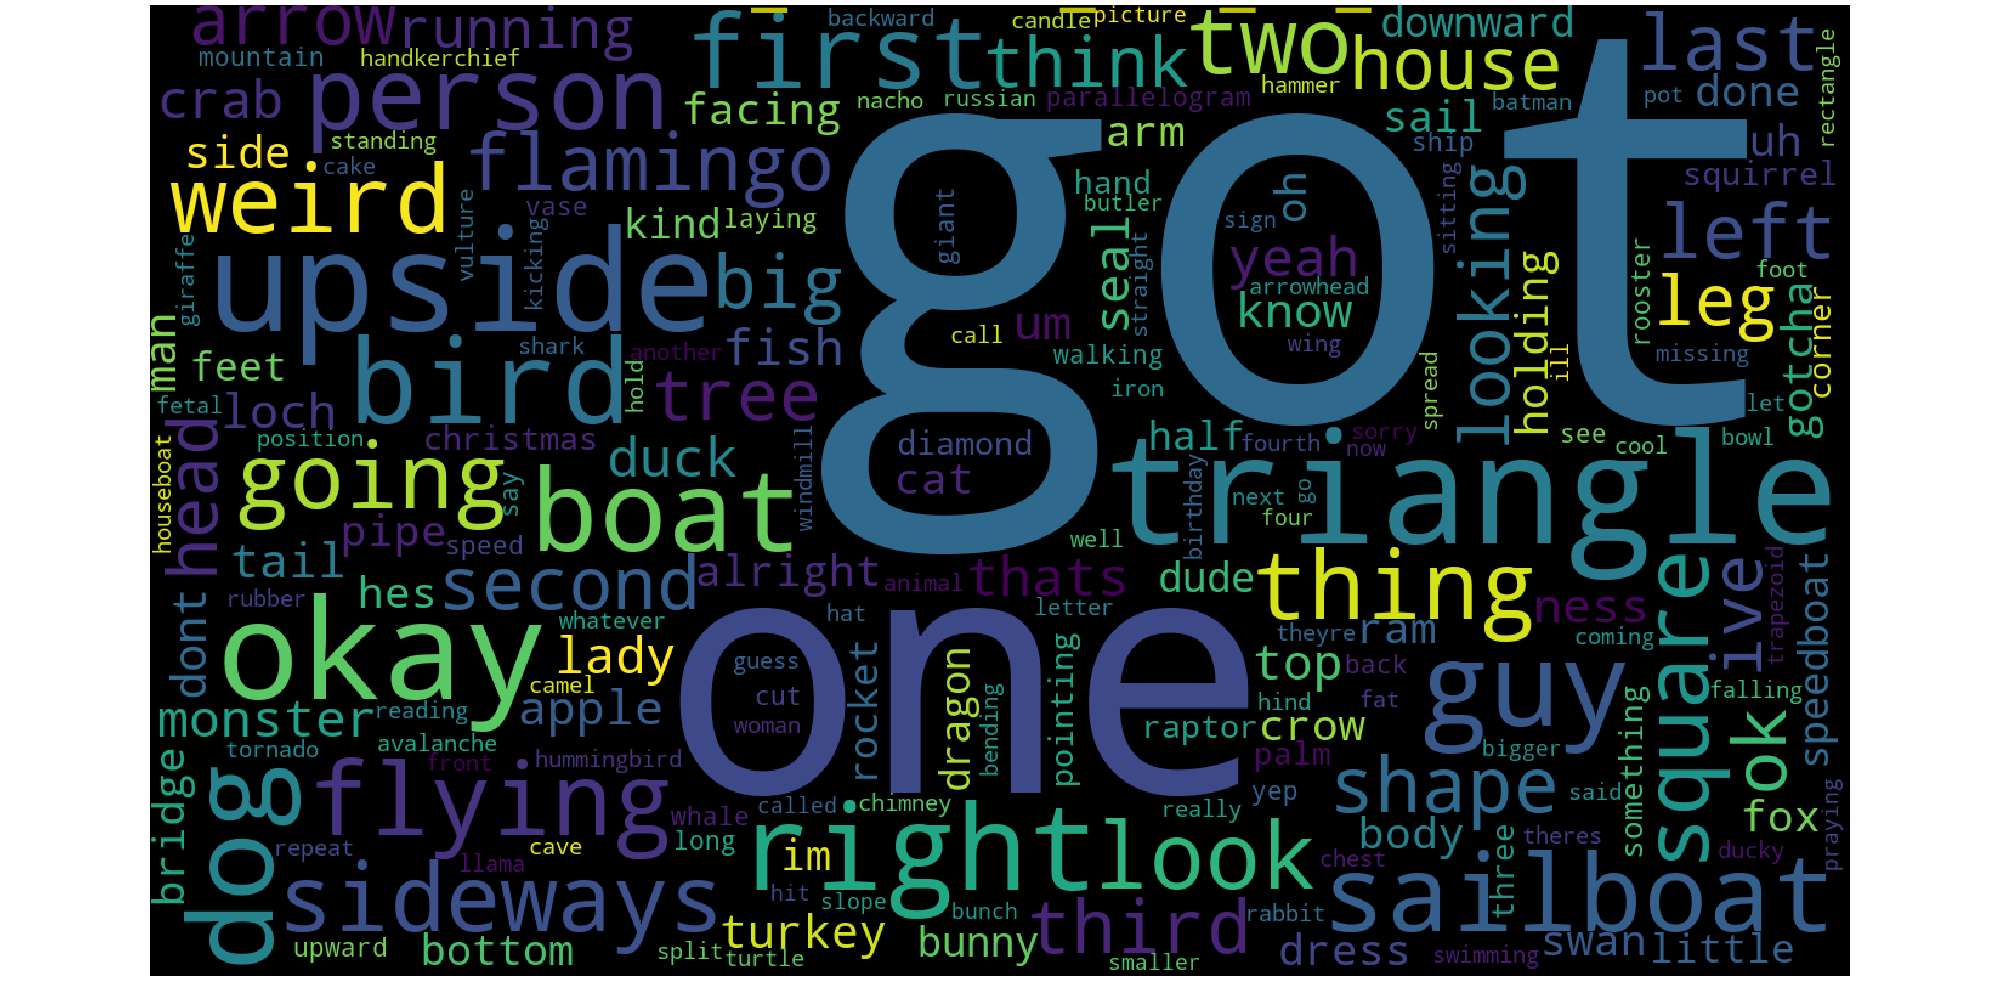 arrow running
backward
candle
picture
downward
mountain
handkerchief
first
think
two
house
last
rectangle
crab
person
facing
nacho
russian
parallelogram
hammer
batman
pot
done
standing
side
cake
flamingo
arm
sail
ship
uh
weird
vase
vulture
kind
laying
giant
hand
butler
seal
sign
oh
looking
sitting
squirrel
left
giraffe
upside
kicking
big
got
straight
yeah
arrowhead
know
holding
leg
rooster
foot
gotcha
corner
man
feet
bird
shark
another
fish
call
um
walking
wing
iron
spread
ill
missing
fetal
loch
hold
tree
let
head
position
christmas
duck
windmill
diamond
cat
half
fourth
sorry
now
see
cool
bowl
houseboat
going
say
boat
triangle
birthday
next
go
four
pipe
speed
well
tail
hes
second
alright
animal
thats
dude
thing
ness
square
live
trapezoid
speedboat
dont
rubber
okay
whatever
hat
one
letter
theyre
ram
coming
lady
camel
guess
cut
woman
rocket
dragon
bending
pointing
top
back
hind
fat
guy
something
falling
monster
reading
apple
raptor
crow
ok
bridge
tornado
avalanche
front
hummingbird
palm
bigger
dog
flying
whale
called
chimney
yep
really
shape
said
fox
praying
repeat
cave
long
im
right
look
body
three
theres
ducky
llama
chest
sideways
hit
slope
bunch
third
rabbit
sailboat
upward
bottom
split
turkey
turtle
bunny
smaller
dress
swimming
swan
little